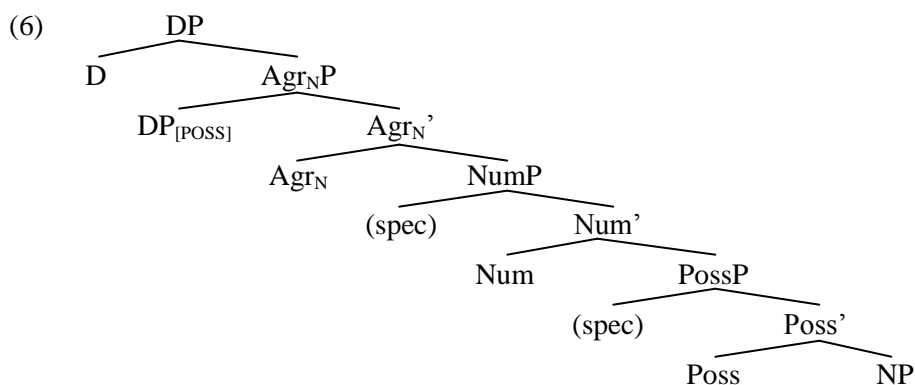 (6) DP
D AgrNP
DP[POSS] AgrN’
AgrN NumP
(spec) Num’
Num PossP
(spec) Poss’
Poss NP